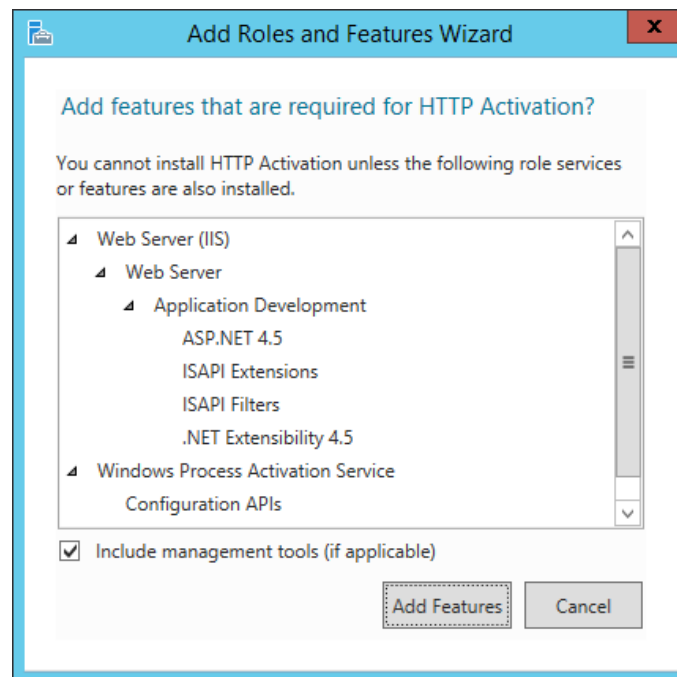 Add Roles and Features Wizard
x
Add features that are required for HTTP Activation?
You cannot install HTTP Activation unless the following role services
or features are also installed.
Web Server (IIS)
Web Server
Application Development
ASP.NET 4.5
ISAPI Extensions
ISAPI Filters
.NET Extensibility 4.5
Windows Process Activation Service
Configuration APIs
Include management tools (if applicable)
Add Features Cancel